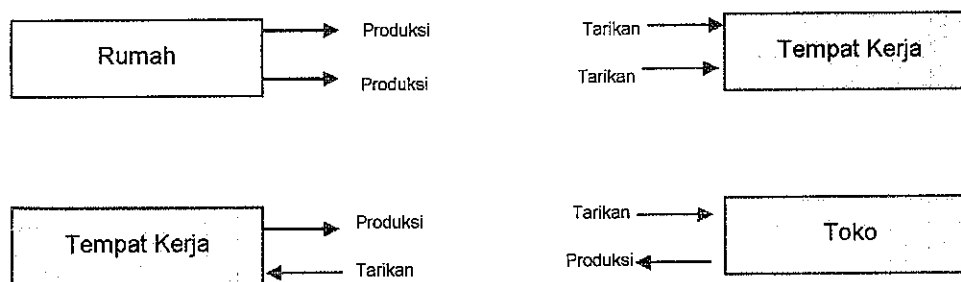 Rumah
Produksi
Produksi
Tarikan
Tarikan
Tempat Kerja
Tempat Kerja
Produksi
Tarikan
Tarikan
Produksi
Toko